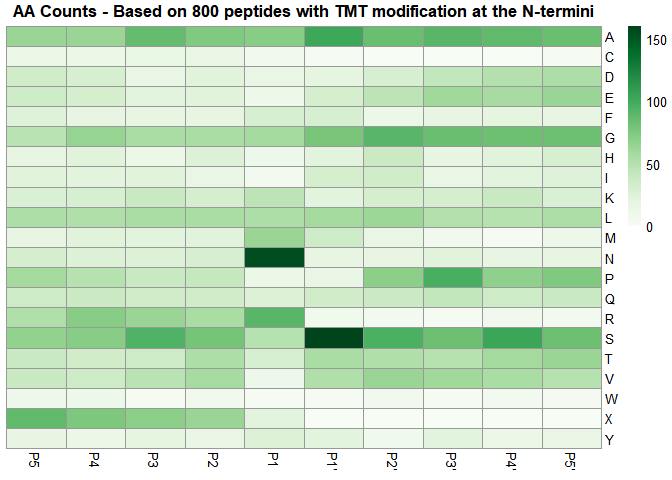 AA Counts - Based on 800 peptides with TMT modification at the N-termini
A
C
D
E
F
G
H
I
K
L
M
N
P
Q
R
S
T
V
W
X
Y
150
100
50
0
P5 P4 P3 P2 P1 P1' P2' P3' P4' P5'